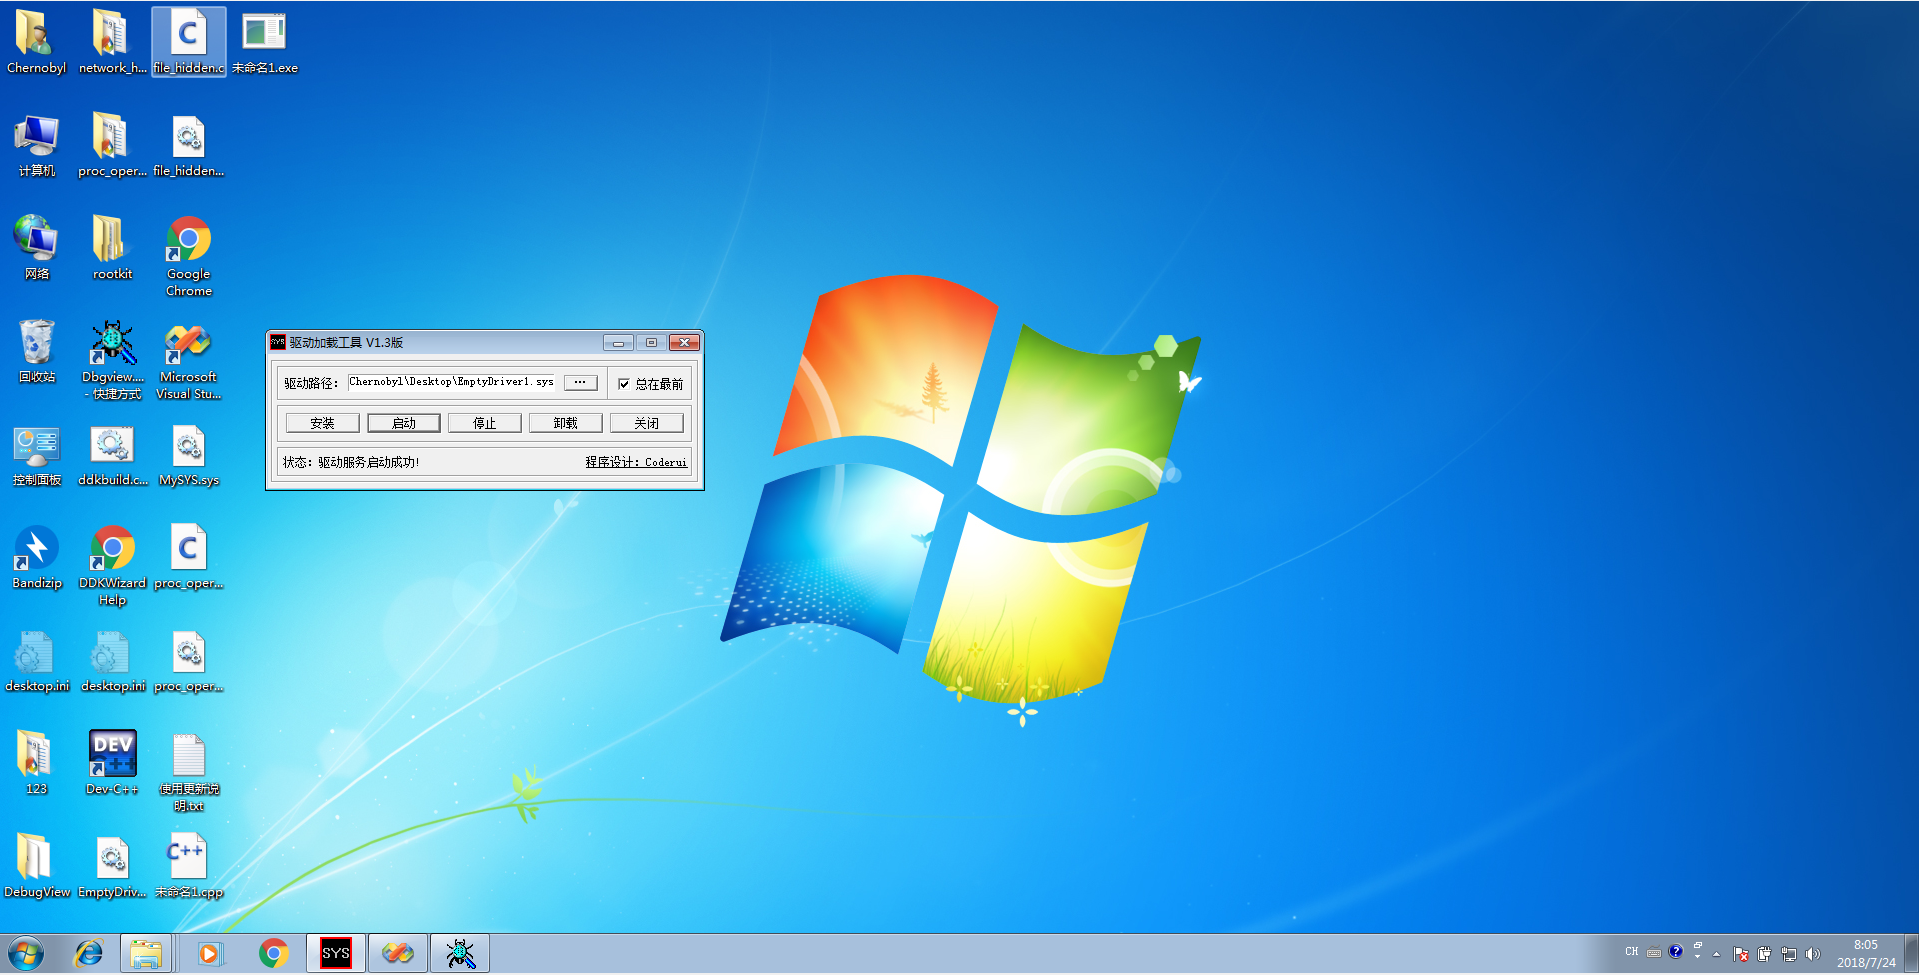 Chernobyl
network_h...
file_hidden.c
未命名1.exe
计算机
proc_oper...
file_hidden...
网络
rootkit
Google
Chrome
回收站
Dbgview....
- 快捷方式
Microsoft
Visual Stu...
控制面板
ddkbuild.c...
MySYS.sys
Bandizip
DDKWizard
Help
proc_oper...
desktop.ini
desktop.ini
proc_oper...
123
DEV
C++
Dev-C++
使用更新说
明.txt
DebugView
EmptyDriv...
C++
未命名1.cpp
SYS
驱动加载工具 V1.3版
驱动路径：
Chernobyl\Desktop\EmptyDriver1.sys
...
总在最前
安装
启动
停止
卸载
关闭
状态：驱动服务启动成功!
程序设计：Coderui
SYS
CH
8:05
2018/7/24